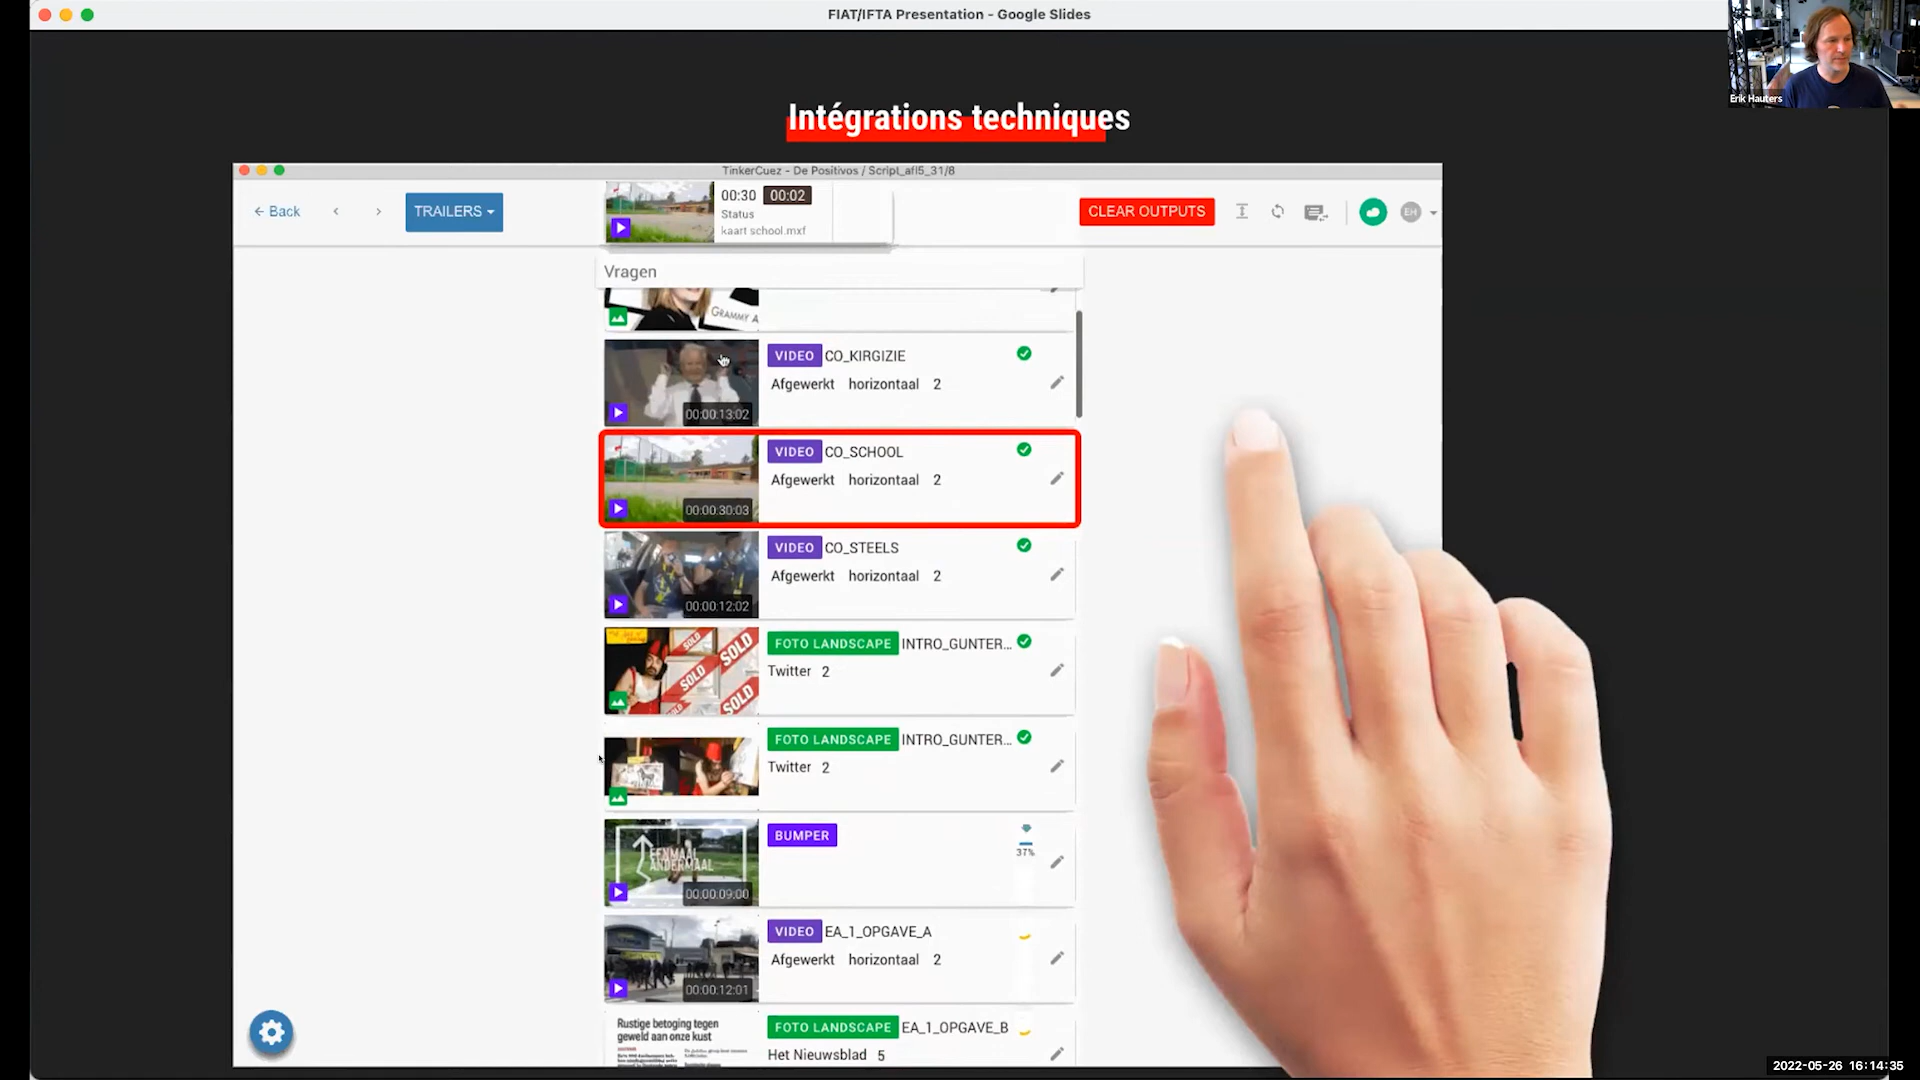 FIAT/IFTA Presentation - Google Slides
Erik Hauters
Intégrations techniques
TinkerCuez - De Positivos / Script_afl5_31/8
Back
TRAILERS
00:30 00:02
Status
kaart school.mxf
CLEAR OUTPUTS
EH
Vragen
GRAMMY A
VIDEO CO_KIRGIZIE
Afgewerkt horizontaal 2
00:00:13:02
VIDEO CO_SCHOOL
Afgewerkt horizontaal 2
00:00:30:03
VIDEO CO_STEELS
Afgewerkt horizontaal 2
00:00:12:02
FOTO LANDSCAPE INTRO_GUNTER...
Twitter 2
SOLD
SOLD
SOLD
SOLD
FOTO LANDSCAPE INTRO_GUNTER...
Twitter 2
BUMPER
37%
EENMAAL
ANDERMAAL
00:00:09:00
VIDEO EA_1_OPGAVE_A
Afgewerkt horizontaal 2
00:00:12:01
FOTO LANDSCAPE EA_1_OPGAVE_B
Het Nieuwsblad 5
Rustige betoging tegen
geweld aan onze kust
2022-05-26 16:14:35